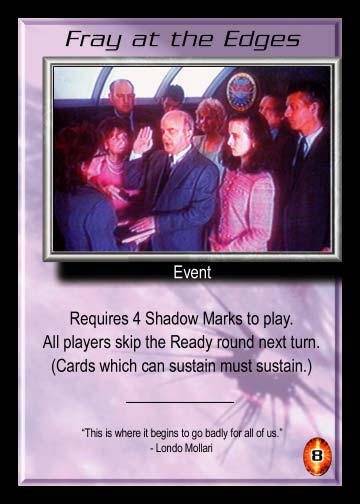 Fray at the Edges
Event
Requires 4 Shadow Marks to play.
All players skip the Ready round next turn.
(Cards which can sustain must sustain.)
“This is where it begins to go badly for all of us.”
- Londo Mollari
8